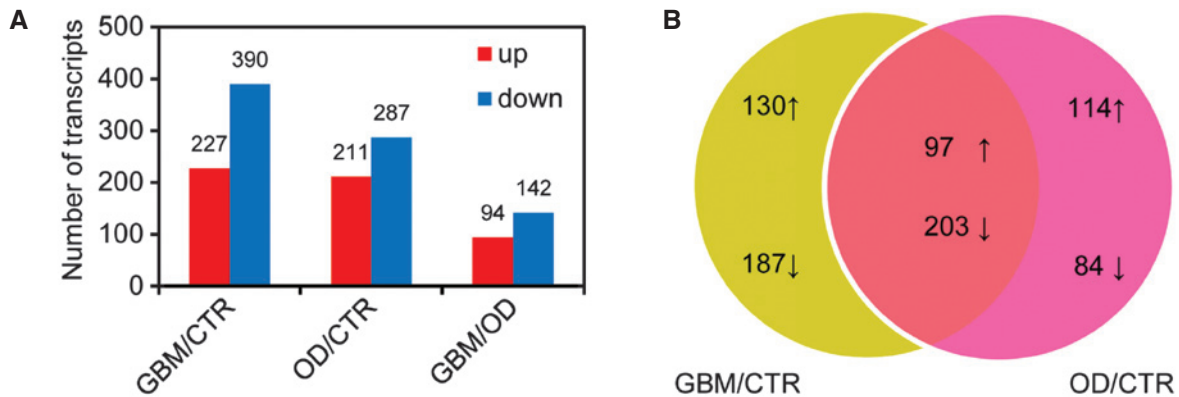 A
Number of transcripts
500
400
300
200
100
0
up
down
227
390
211
287
94
142
GBM/CTR
OD/CTR
GBM/OD
B
130↑
187↓
97 ↑
203 ↓
114↑
84 ↓
GBM/CTR
OD/CTR